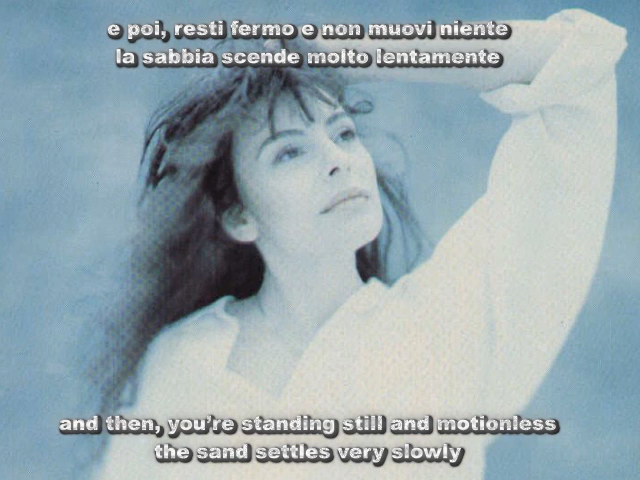 e poi, resti fermo e non muovi niente
la sabbia scende molto lentamente
and then, you're standing still and motionless
the sand settles very slowly